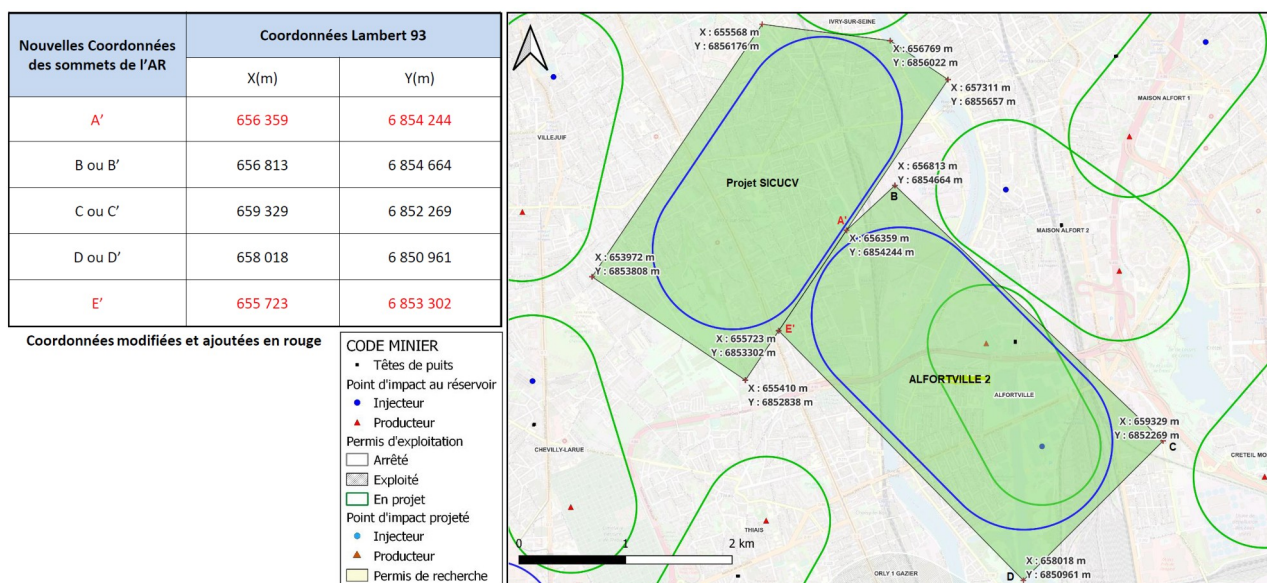 Nouvelles Coordonnées
des sommets de l'AR
Coordonnées Lambert 93
X(m)
Y(m)
A'
656 359
6 854 244
B ou B'
656 813
6 854 664
C ou C'
659 329
6 852 269
D ou D'
658 018
6 850 961
E'
655 723
6 853 302
Coordonnées modifiées et ajoutées en rouge
CODE MINIER
Têtes de puits
Point d'impact au réservoir
Injecteur
Producteur
Permis d'exploitation
Arrêté
Exploité
En projet
Point d'impact projeté
Injecteur
Producteur
Permis de recherche
IVRY-SUR-SEINE
X : 655568 m
Y : 6856176 m
X : 656769 m
Y : 6856022 m
X : 657311 m
Y : 6855657 m
MAISON ALFORT 1
VILLEJUIF
Projet SICUCV
X : 656813 m
Y : 6854664 m
B
A'
X : 656359 m
Y : 6854244 m
MAISON ALFORT 2
X : 653972 m
Y : 6853808 m
E'
X : 655723 m
Y : 6853302 m
X : 655410 m
Y : 6852838 m
ALFORTVILLE 2
ALFORTVILLE
X : 659329 m
Y : 6852269 m
C
CHEVILLY-LARUE
CRETEIL MO
THIAIS
0
1
2 km
ORLY 1 GAZIER
D
X : 658018 m
Y : 6850961 m